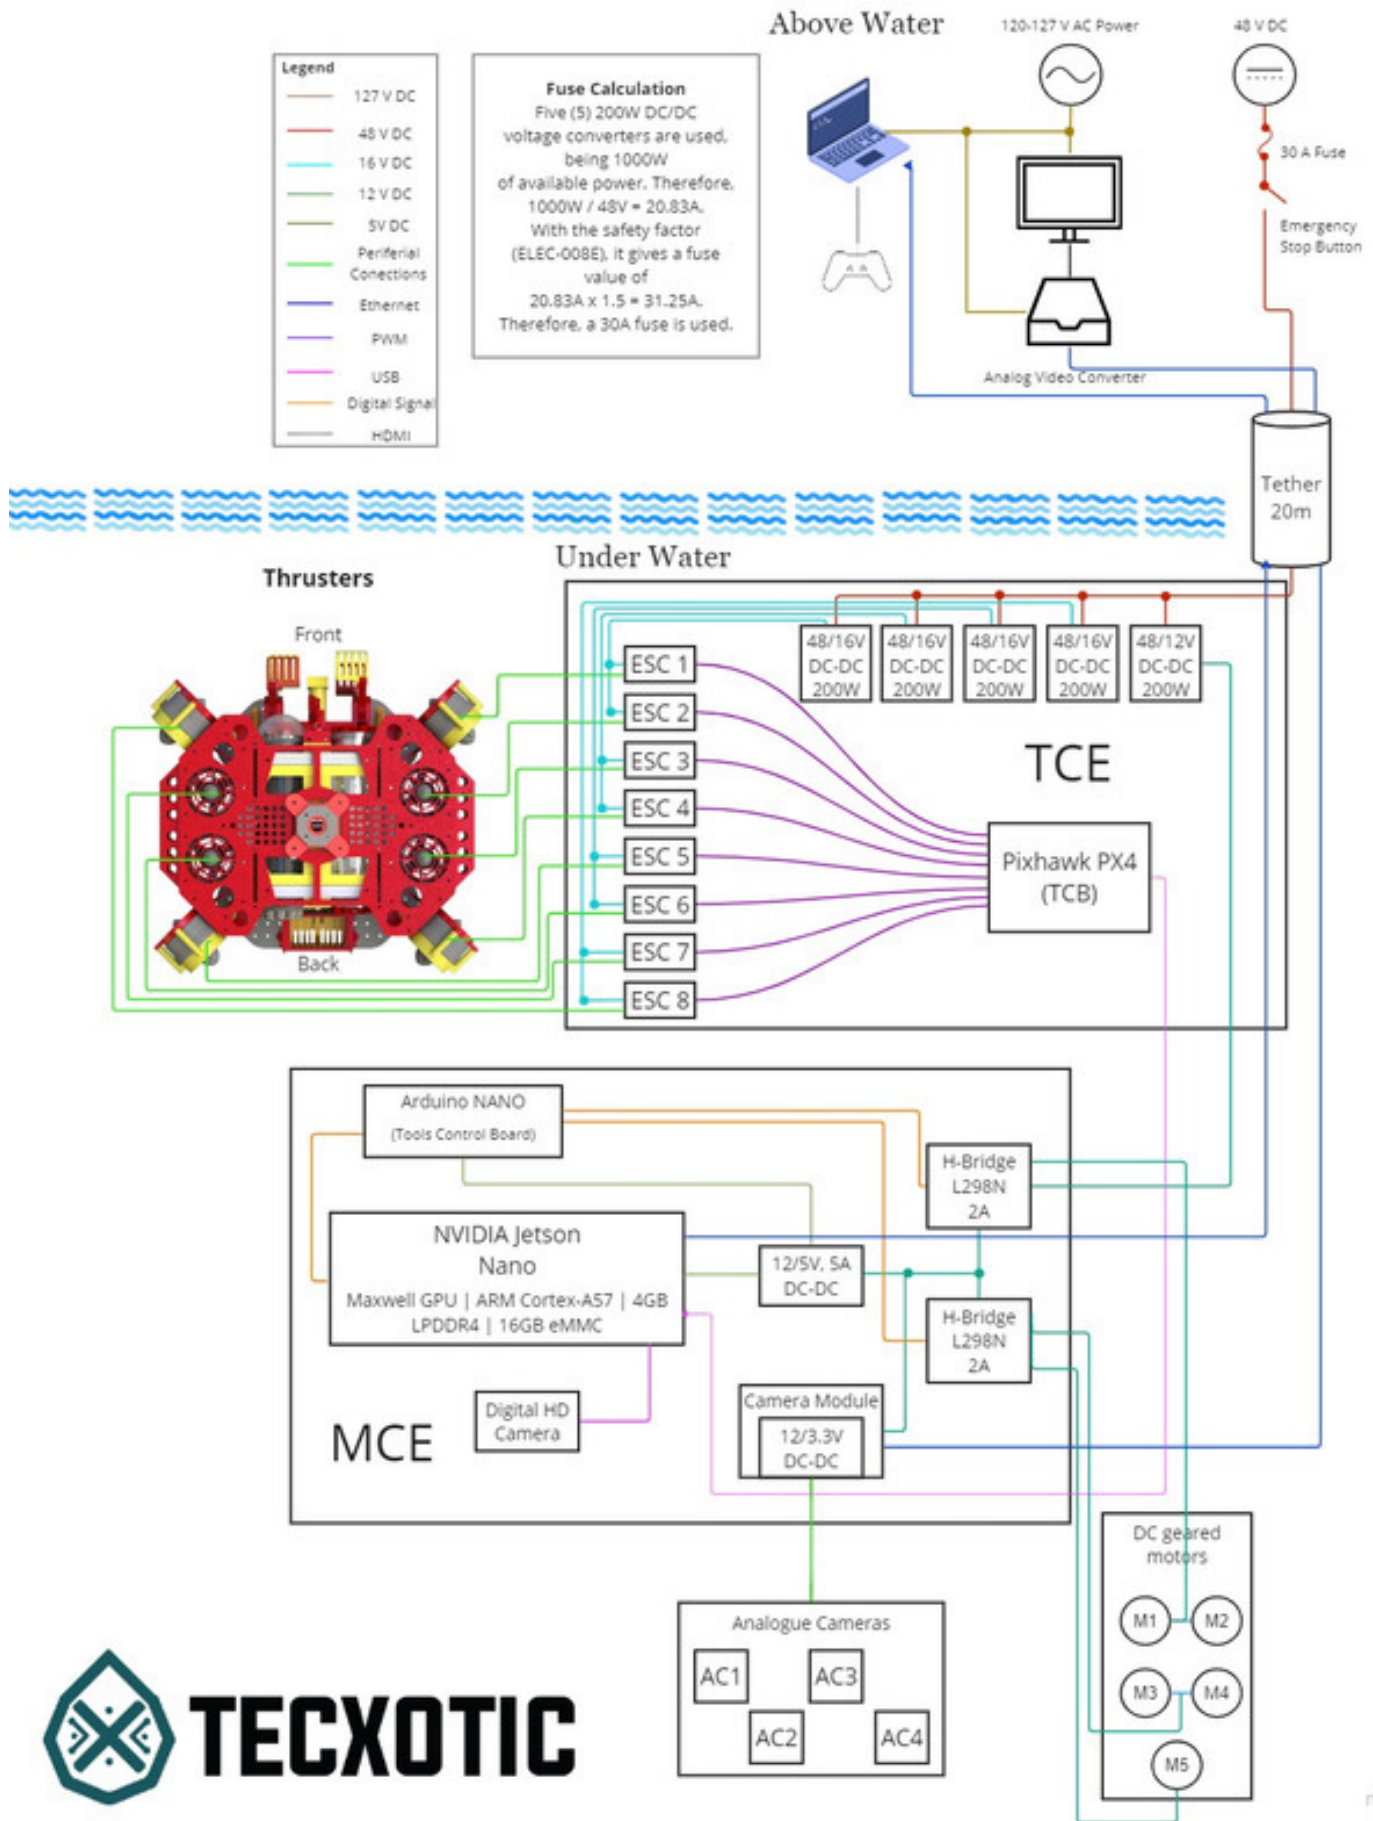 Above Water
120-127 V AC Power
48 V DC
Legend
127 V DC
48 V DC
16 V DC
12 V DC
5V DC
Periferial
Conections
Ethernet
PWM
USB
Digital Signal
HDMI
Fuse Calculation
Five (5) 200W DC/DC
voltage converters are used,
being 1000W
of available power. Therefore,
1000W / 48V = 20.83A.
With the safety factor
(ELEC-008E), it gives a fuse
value of
20.83A x 1.5 = 31.25A.
Therefore, a 30A fuse is used.
30 A Fuse
Emergency
Stop Button
Analog Video Converter
Tether
20m
Under Water
Thrusters
Front
Back
ESC 1
ESC 2
ESC 3
ESC 4
ESC 5
ESC 6
ESC 7
ESC 8
48/16V
DC-DC
200W
48/16V
DC-DC
200W
48/16V
DC-DC
200W
48/16V
DC-DC
200W
48/12V
DC-DC
200W
TCE
Pixhawk PX4
(TCB)
Arduino NANO
(Tools Control Board)
H-Bridge
L298N
2A
NVIDIA Jetson
Nano
Maxwell GPU | ARM Cortex-A57 | 4GB
LPDDR4 | 16GB eMMC
12/5V, 5A
DC-DC
H-Bridge
L298N
2A
Digital HD
Camera
MCE
Camera Module
12/3.3V
DC-DC
DC geared
motors
M1
M2
M3
M4
M5
Analogue Cameras
AC1
AC3
AC2
AC4
TECXOTIC